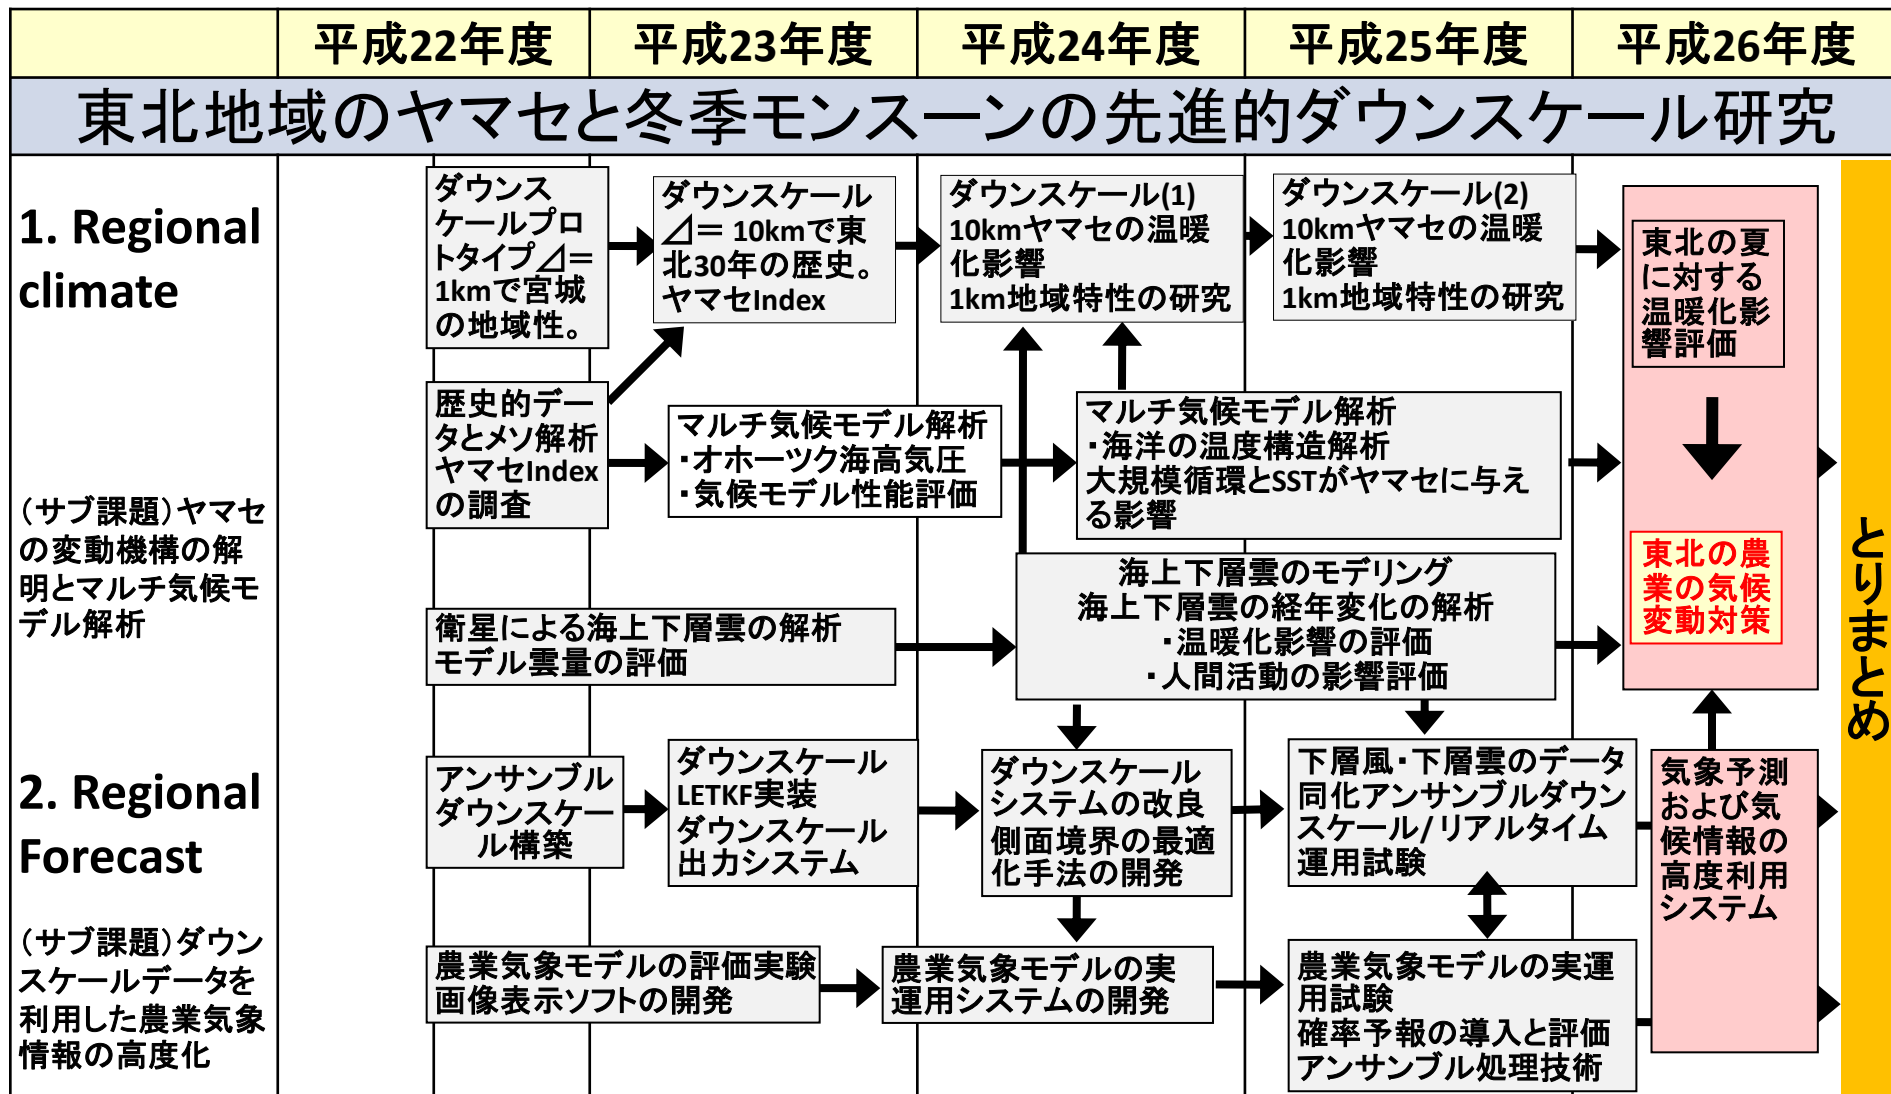 平成22年度
平成23年度
平成24年度
平成25年度
平成26年度
東北地域のヤマセと冬季モンスーンの先進的ダウンスケール研究
1. Regional
climate
(サブ課題)ヤマセ
の変動機構の解
明とマルチ気候モ
デル解析
ダウンス
ケールプロ
トタイプ⊿=
1kmで宮城
の地域性。
ダウンスケール
⊿= 10kmで東
北30年の歴史。
ヤマセIndex
ダウンスケール(1)
10kmヤマセの温暖
化影響
1km地域特性の研究
ダウンスケール(2)
10kmヤマセの温暖
化影響
1km地域特性の研究
東北の夏
に対する
温暖化影
響評価
歴史的デー
タとメソ解析
ヤマセIndex
の調査
マルチ気候モデル解析
・オホーツク海高気圧
・気候モデル性能評価
マルチ気候モデル解析
・海洋の温度構造解析
大規模循環とSSTがヤマセに与え
る影響
東北の農
業の気候
変動対策
衛星による海上下層雲の解析
モデル雲量の評価
海上下層雲のモデリング
海上下層雲の経年変化の解析
・温暖化影響の評価
・人間活動の影響評価
とりまとめ
2. Regional
Forecast
(サブ課題)ダウン
スケールデータを
利用した農業気象
情報の高度化
アンサンブル
ダウンスケー
ル構築
ダウンスケール
LETKF実装
ダウンスケール
出力システム
ダウンスケール
システムの改良
側面境界の最適
化手法の開発
下層風・下層雲のデータ
同化アンサンブルダウン
スケール/リアルタイム
運用試験
気象予測
および気
候情報の
高度利用
システム
農業気象モデルの評価実験
画像表示ソフトの開発
農業気象モデルの実
運用システムの開発
農業気象モデルの実運
用試験
確率予報の導入と評価
アンサンブル処理技術